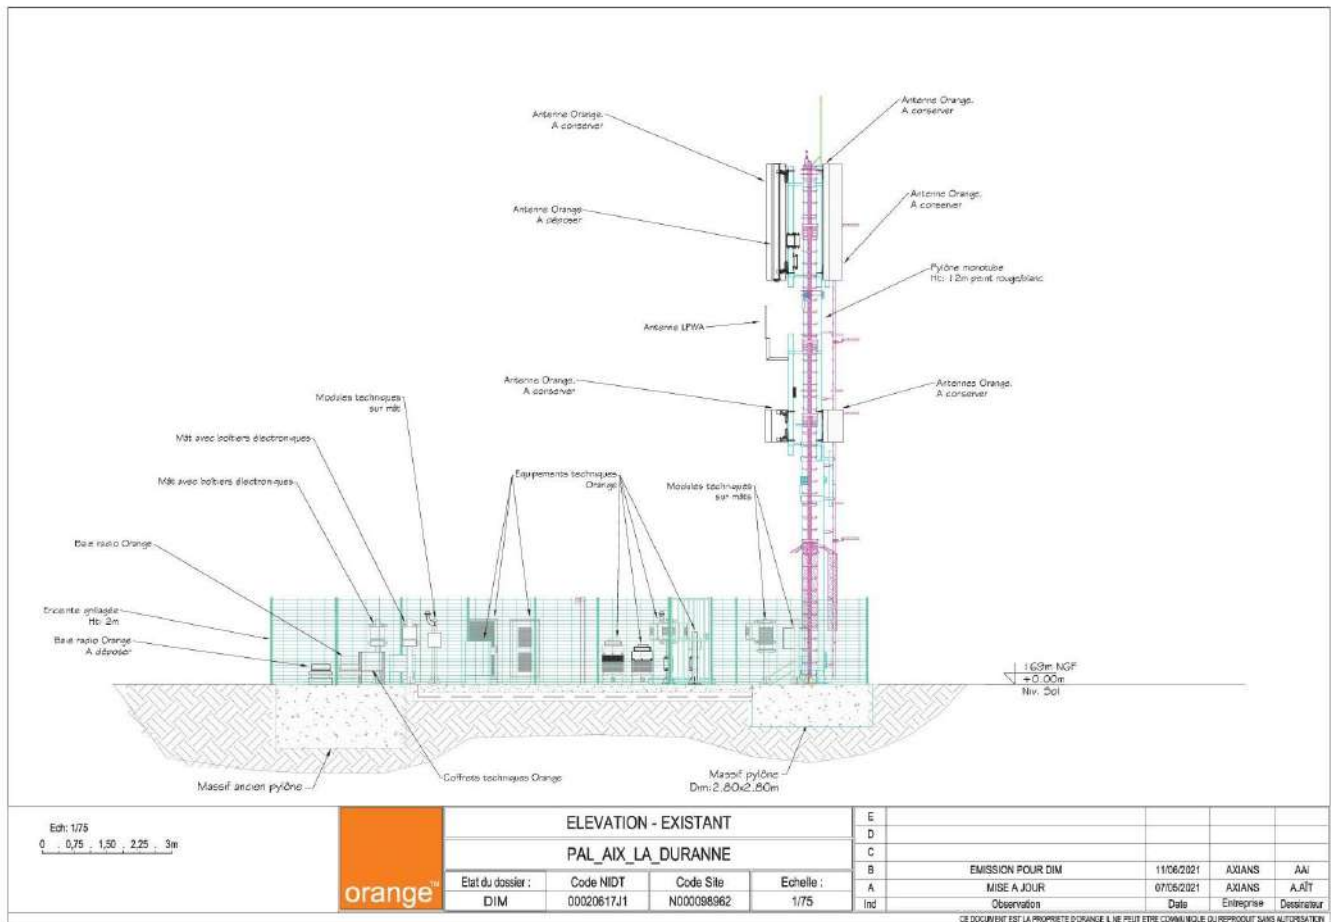 Antenne Orange.
A conserver
Antenne Orange.
A conserver
Antenne Orange.
A conserver
Antenne Orange
A déposer
Pylône monotube
Ht: 12m peint rouge/blanc
Antenne LPWA
Antenne Orange.
A conserver
Antennes Orange.
A conserver
Modules techniques
sur mât
Mât avec boîtiers électroniques
Mât avec boîtiers électroniques
Equipements techniques
Orange
Modules techniques
sur mâts
Baie radio Orange
Enceinte grillagée
Ht: 2m
Baie radio Orange
A déposer
169m NGF
+0.00m
Niv. Sol
Massif ancien pylône
Coffrets techniques Orange
Massif pylône
Dim: 2.80x2.80m
Ech: 1/75
0 . 0,75 . 1,50 . 2,25 . 3m
orange™
ELEVATION - EXISTANT
PAL_AIX_LA_DURANNE
Etat du dossier : Code NIDT Code Site Echelle :
DIM 00020617J1 N000098962 1/75
E
D
C
B EMISSION POUR DIM 11/06/2021 AXIANS AAI
A MISE A JOUR 07/06/2021 AXIANS A.AÏT
Ind Observation Date Entreprise Dessinateur
CE DOCUMENT EST LA PROPRIETE D'ORANGE IL NE PEUT ETRE COMMUNIQUE OU REPRODUIT SANS AUTORISATION